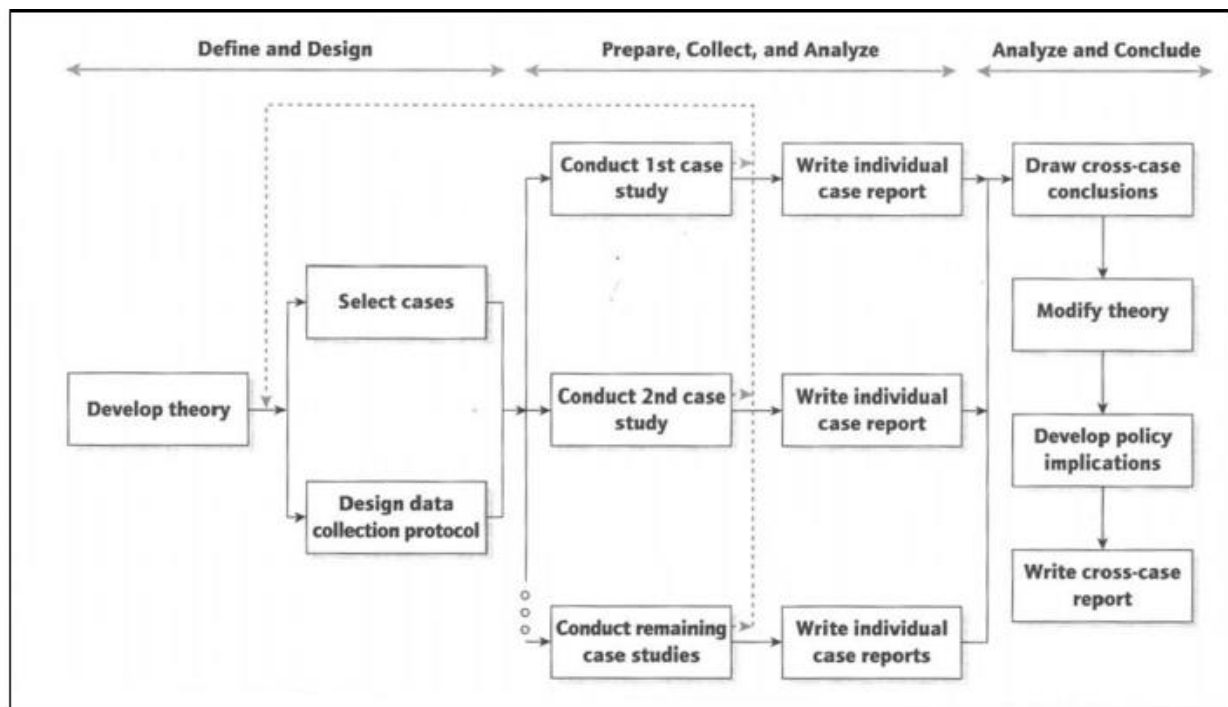 Define and Design
Prepare, Collect, and Analyze
Analyze and Conclude
Develop theory
Select cases
Design data
collection protocol
Conduct 1st case
study
Write individual
case report
Conduct 2nd case
study
Write individual
case report
Conduct remaining
case studies
Write individual
case reports
Draw cross-case
conclusions
Modify theory
Develop policy
implications
Write cross-case
report